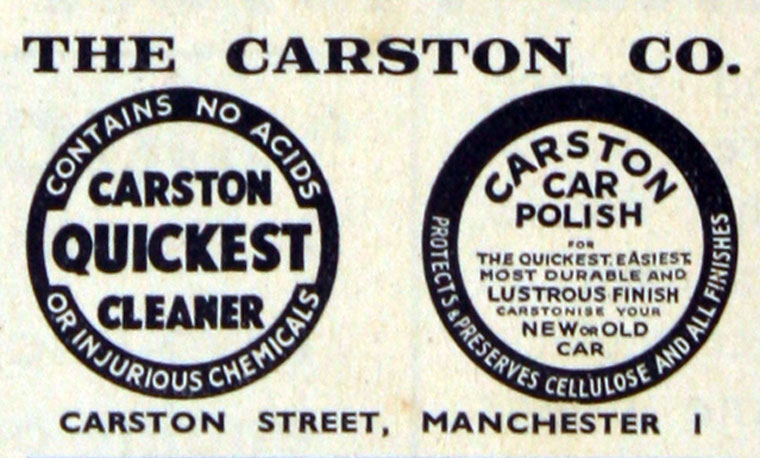 THE CARSTON CO.
CONTAINS NO ACIDS
CARSTON
QUICKEST
CLEANER
OR INJURIOUS CHEMICALS
CARSTON
CAR
POLISH
FOR
THE QUICKEST, EASIEST,
MOST DURABLE AND
LUSTROUS FINISH
CARSTONISE YOUR
NEW OR OLD
CAR
PROTECTS & PRESERVES CELLULOSE AND ALL FINISHES
CARSTON STREET, MANCHESTER 1